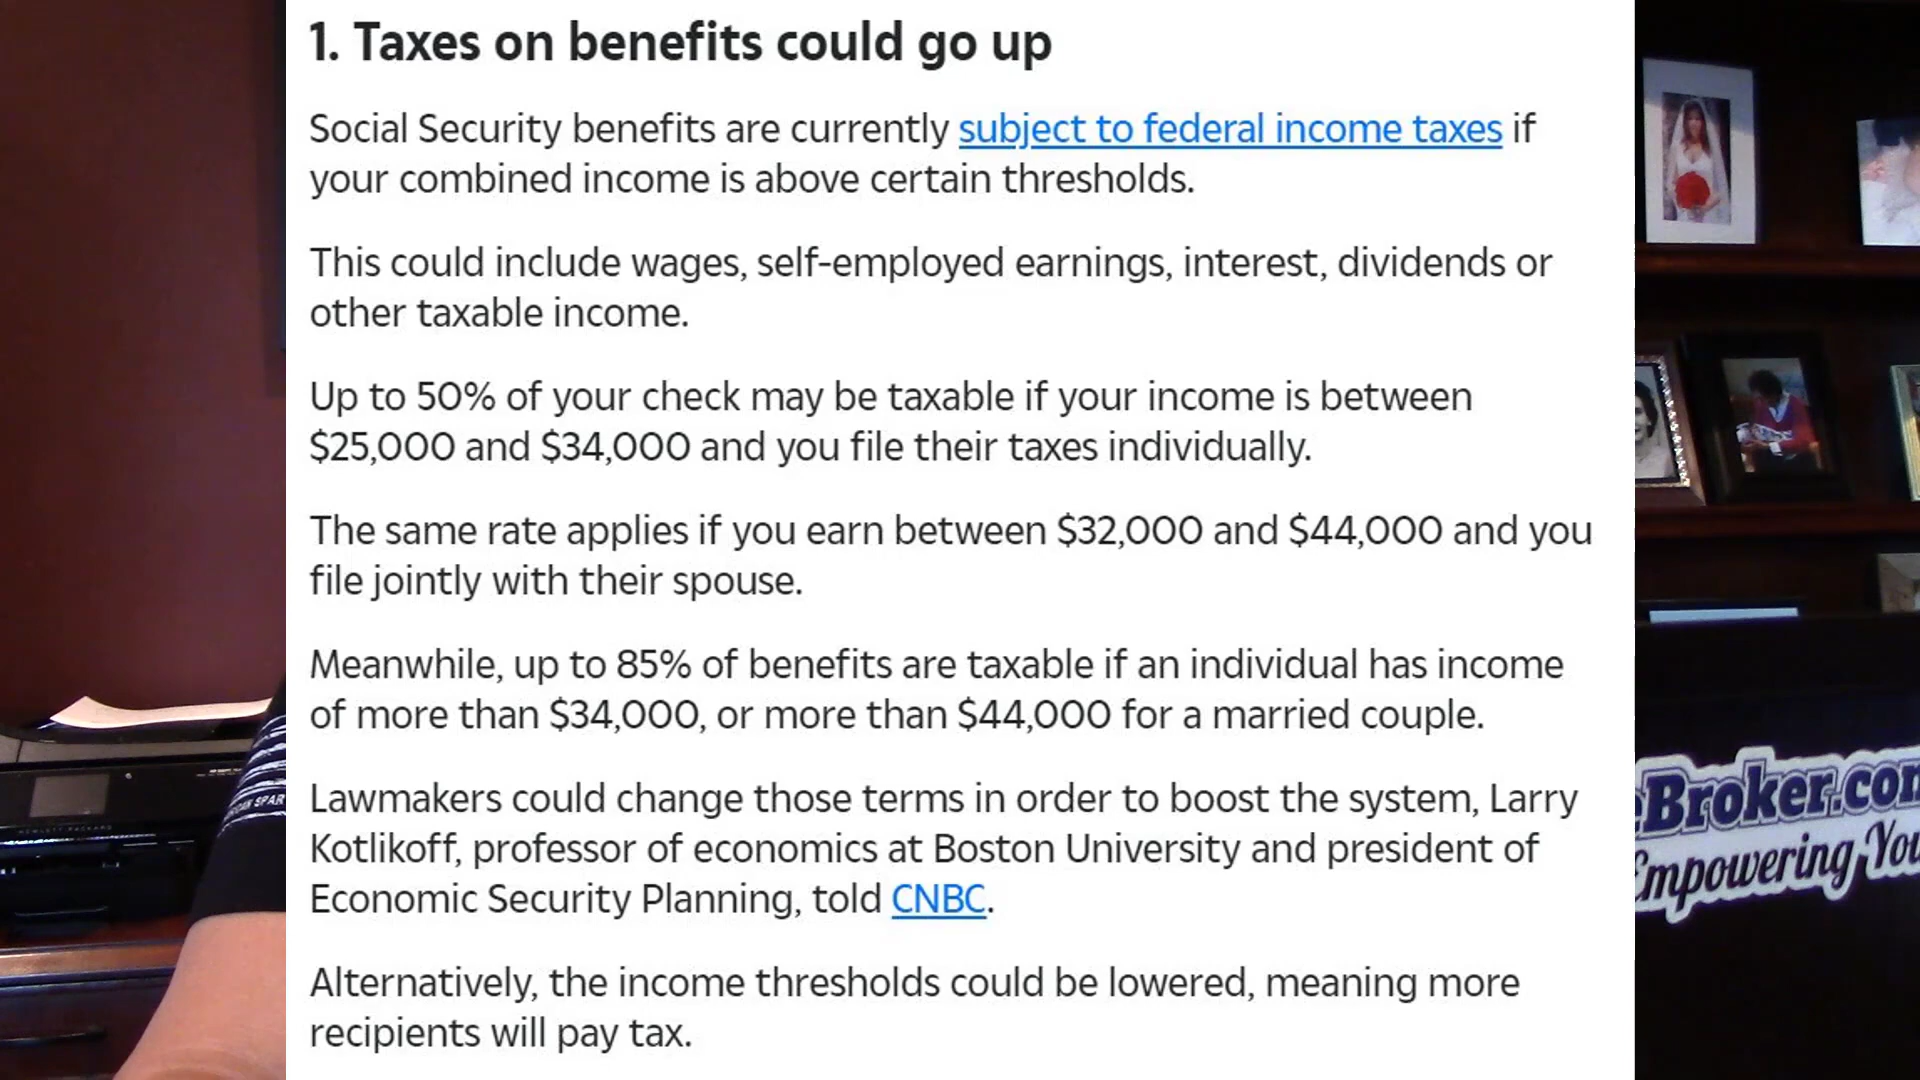 1. Taxes on benefits could go up
Social Security benefits are currently subject to federal income taxes if
your combined income is above certain thresholds.
This could include wages, self-employed earnings, interest, dividends or
other taxable income.
Up to 50% of your check may be taxable if your income is between
$25,000 and $34,000 and you file their taxes individually.
The same rate applies if you earn between $32,000 and $44,000 and you
file jointly with their spouse.
Meanwhile, up to 85% of benefits are taxable if an individual has income
of more than $34,000, or more than $44,000 for a married couple.
Lawmakers could change those terms in order to boost the system, Larry
Kotlikoff, professor of economics at Boston University and president of
Economic Security Planning, told CNBC.
Alternatively, the income thresholds could be lowered, meaning more
recipients will pay tax.
eBroker.com
Empowering You
SPAR
HEWLETT PACKARD